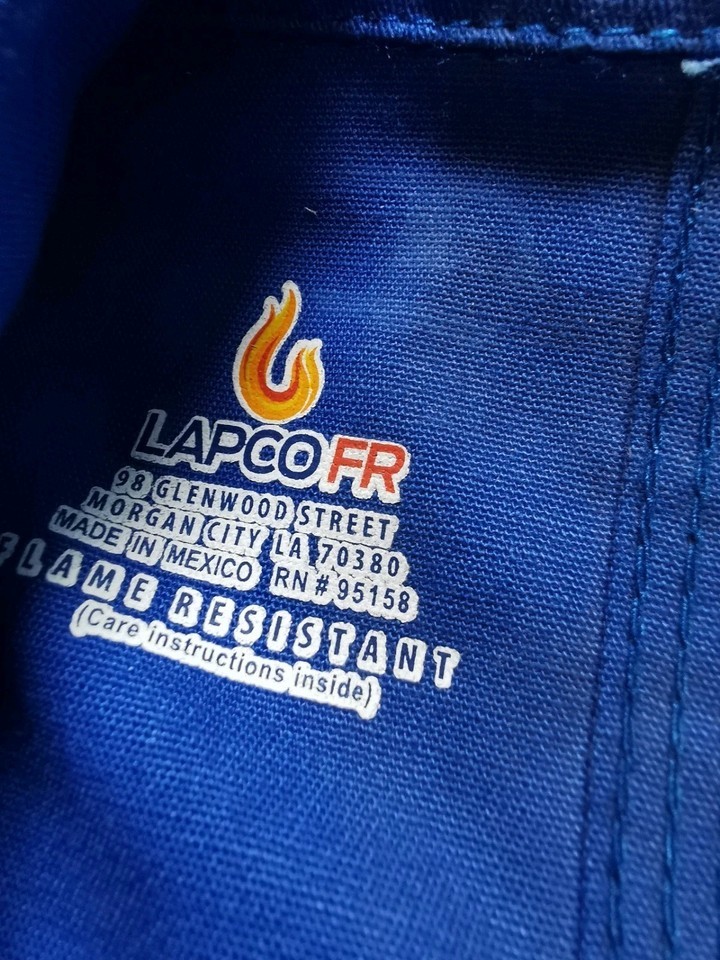 LAPCO FR
98 GLENWOOD STREET
MORGAN CITY LA 70380
MADE IN MEXICO RN # 95158
FLAME RESISTANT
(Care instructions inside)